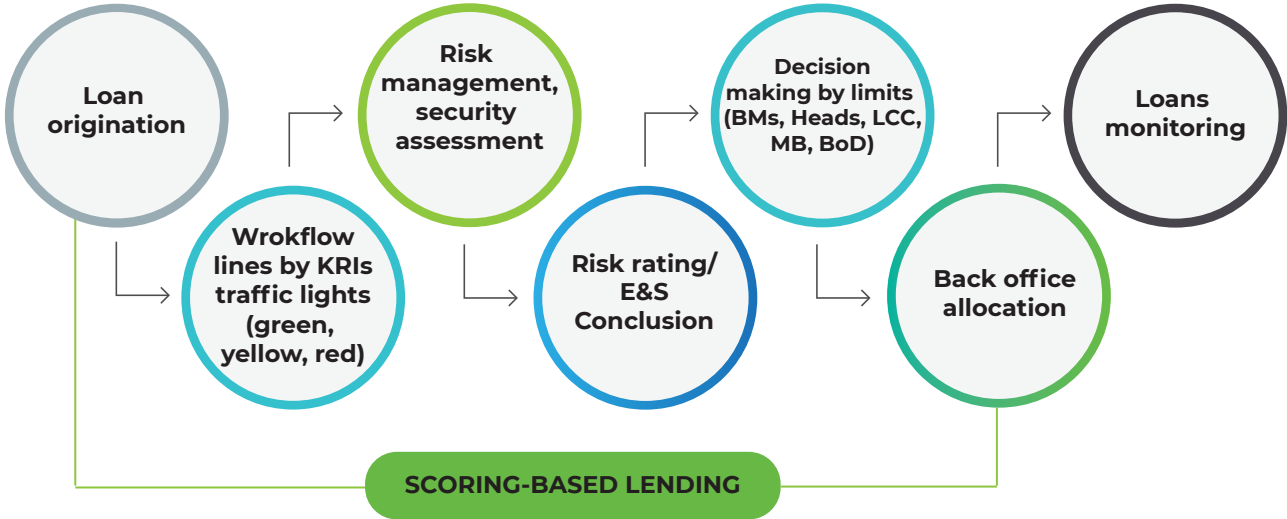 Loan
origination
Wrokflow
lines by KRIs
traffic lights
(green,
yellow, red)
Risk
management,
security
assessment
Risk rating/
E&S
Conclusion
Decision
making by limits
(BMs, Heads, LCC,
MB, BoD)
Back office
allocation
Loans
monitoring
SCORING-BASED LENDING